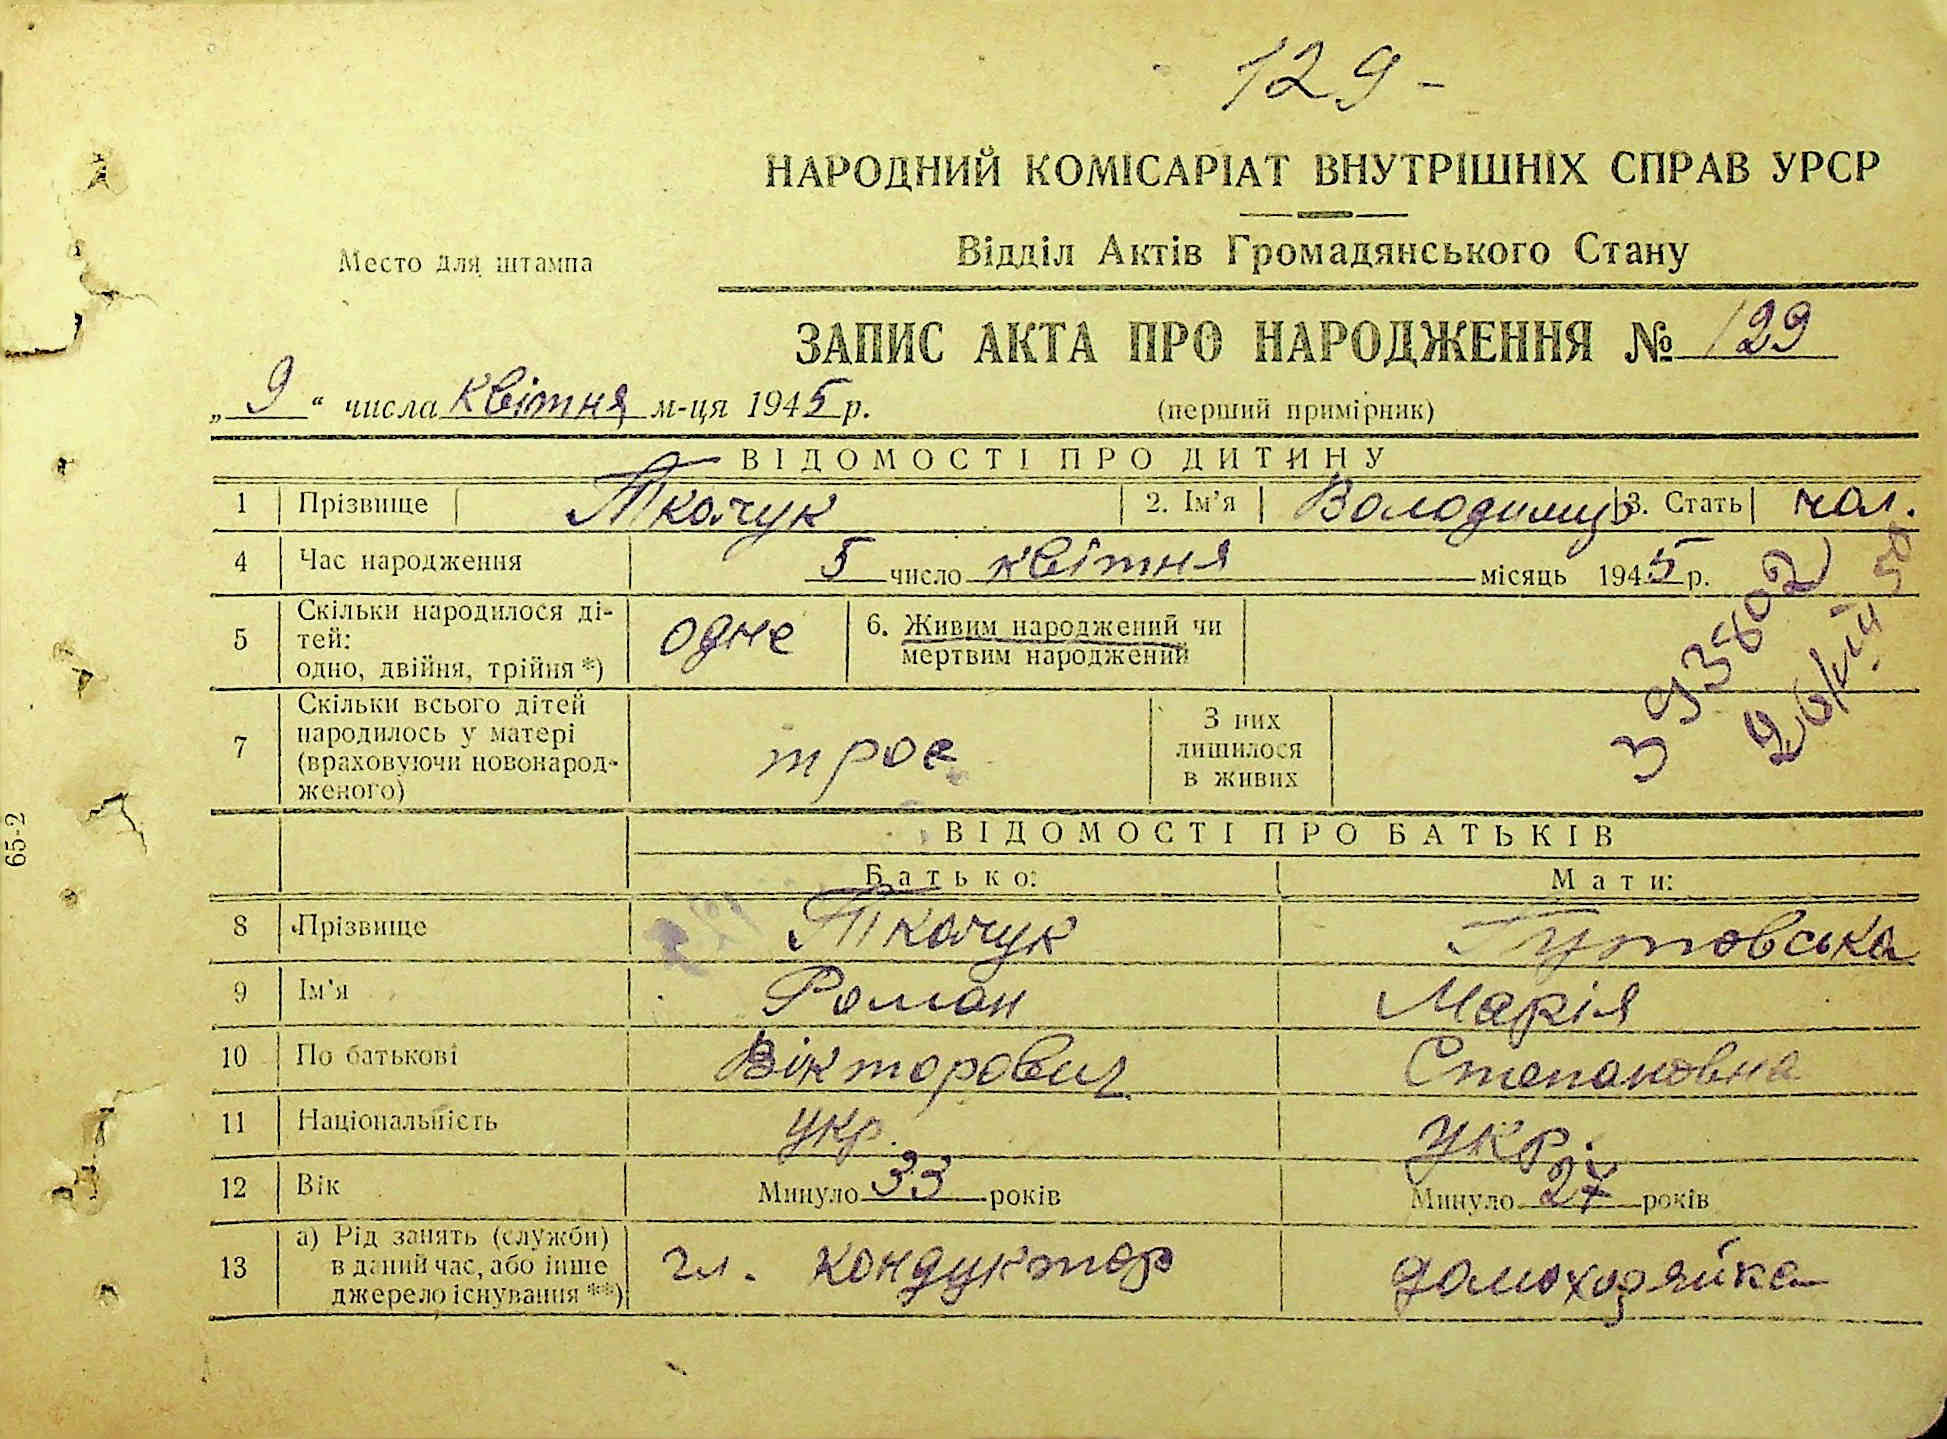 129 -
НАРОДНИЙ КОМІСАРІАТ ВНУТРІШНІХ СПРАВ УРСР
Место для штампа
Відділ Актів Громадянського Стану
ЗАПИС АКТА ПРО НАРОДЖЕННЯ № 129
„ 9 “ числа квітня м-ця 1945 р.
(перший примірник)
ВІДОМОСТІ ПРО ДИТИНУ
1 Прізвище Ткачук 2. Ім'я Володимир 3. Стать чол.
4 Час народження 5 число квітня місяць 1945 р.
5 Скільки народилося ді-
тей:
одно, двійня, трійня *) одне 6. Живим народжений чи
мертвим народжений
393802
7 Скільки всього дітей
народилось у матері
(враховуючи новонарод-
женого) троє З них
лишилося
в живих
ВІДОМОСТІ ПРО БАТЬКІВ
Батько: Мати:
8 Прізвище Ткачук Гутовська
9 Ім'я Роман Марія
10 По батькові Вікторович Степановна
11 Національність укр. укр.
12 Вік Минуло 33 років Минуло 27 років
13 а) Рід занять (служби)
в даний час, або інше
джерело існування **) гл. кондуктор домохозяйка
65-2